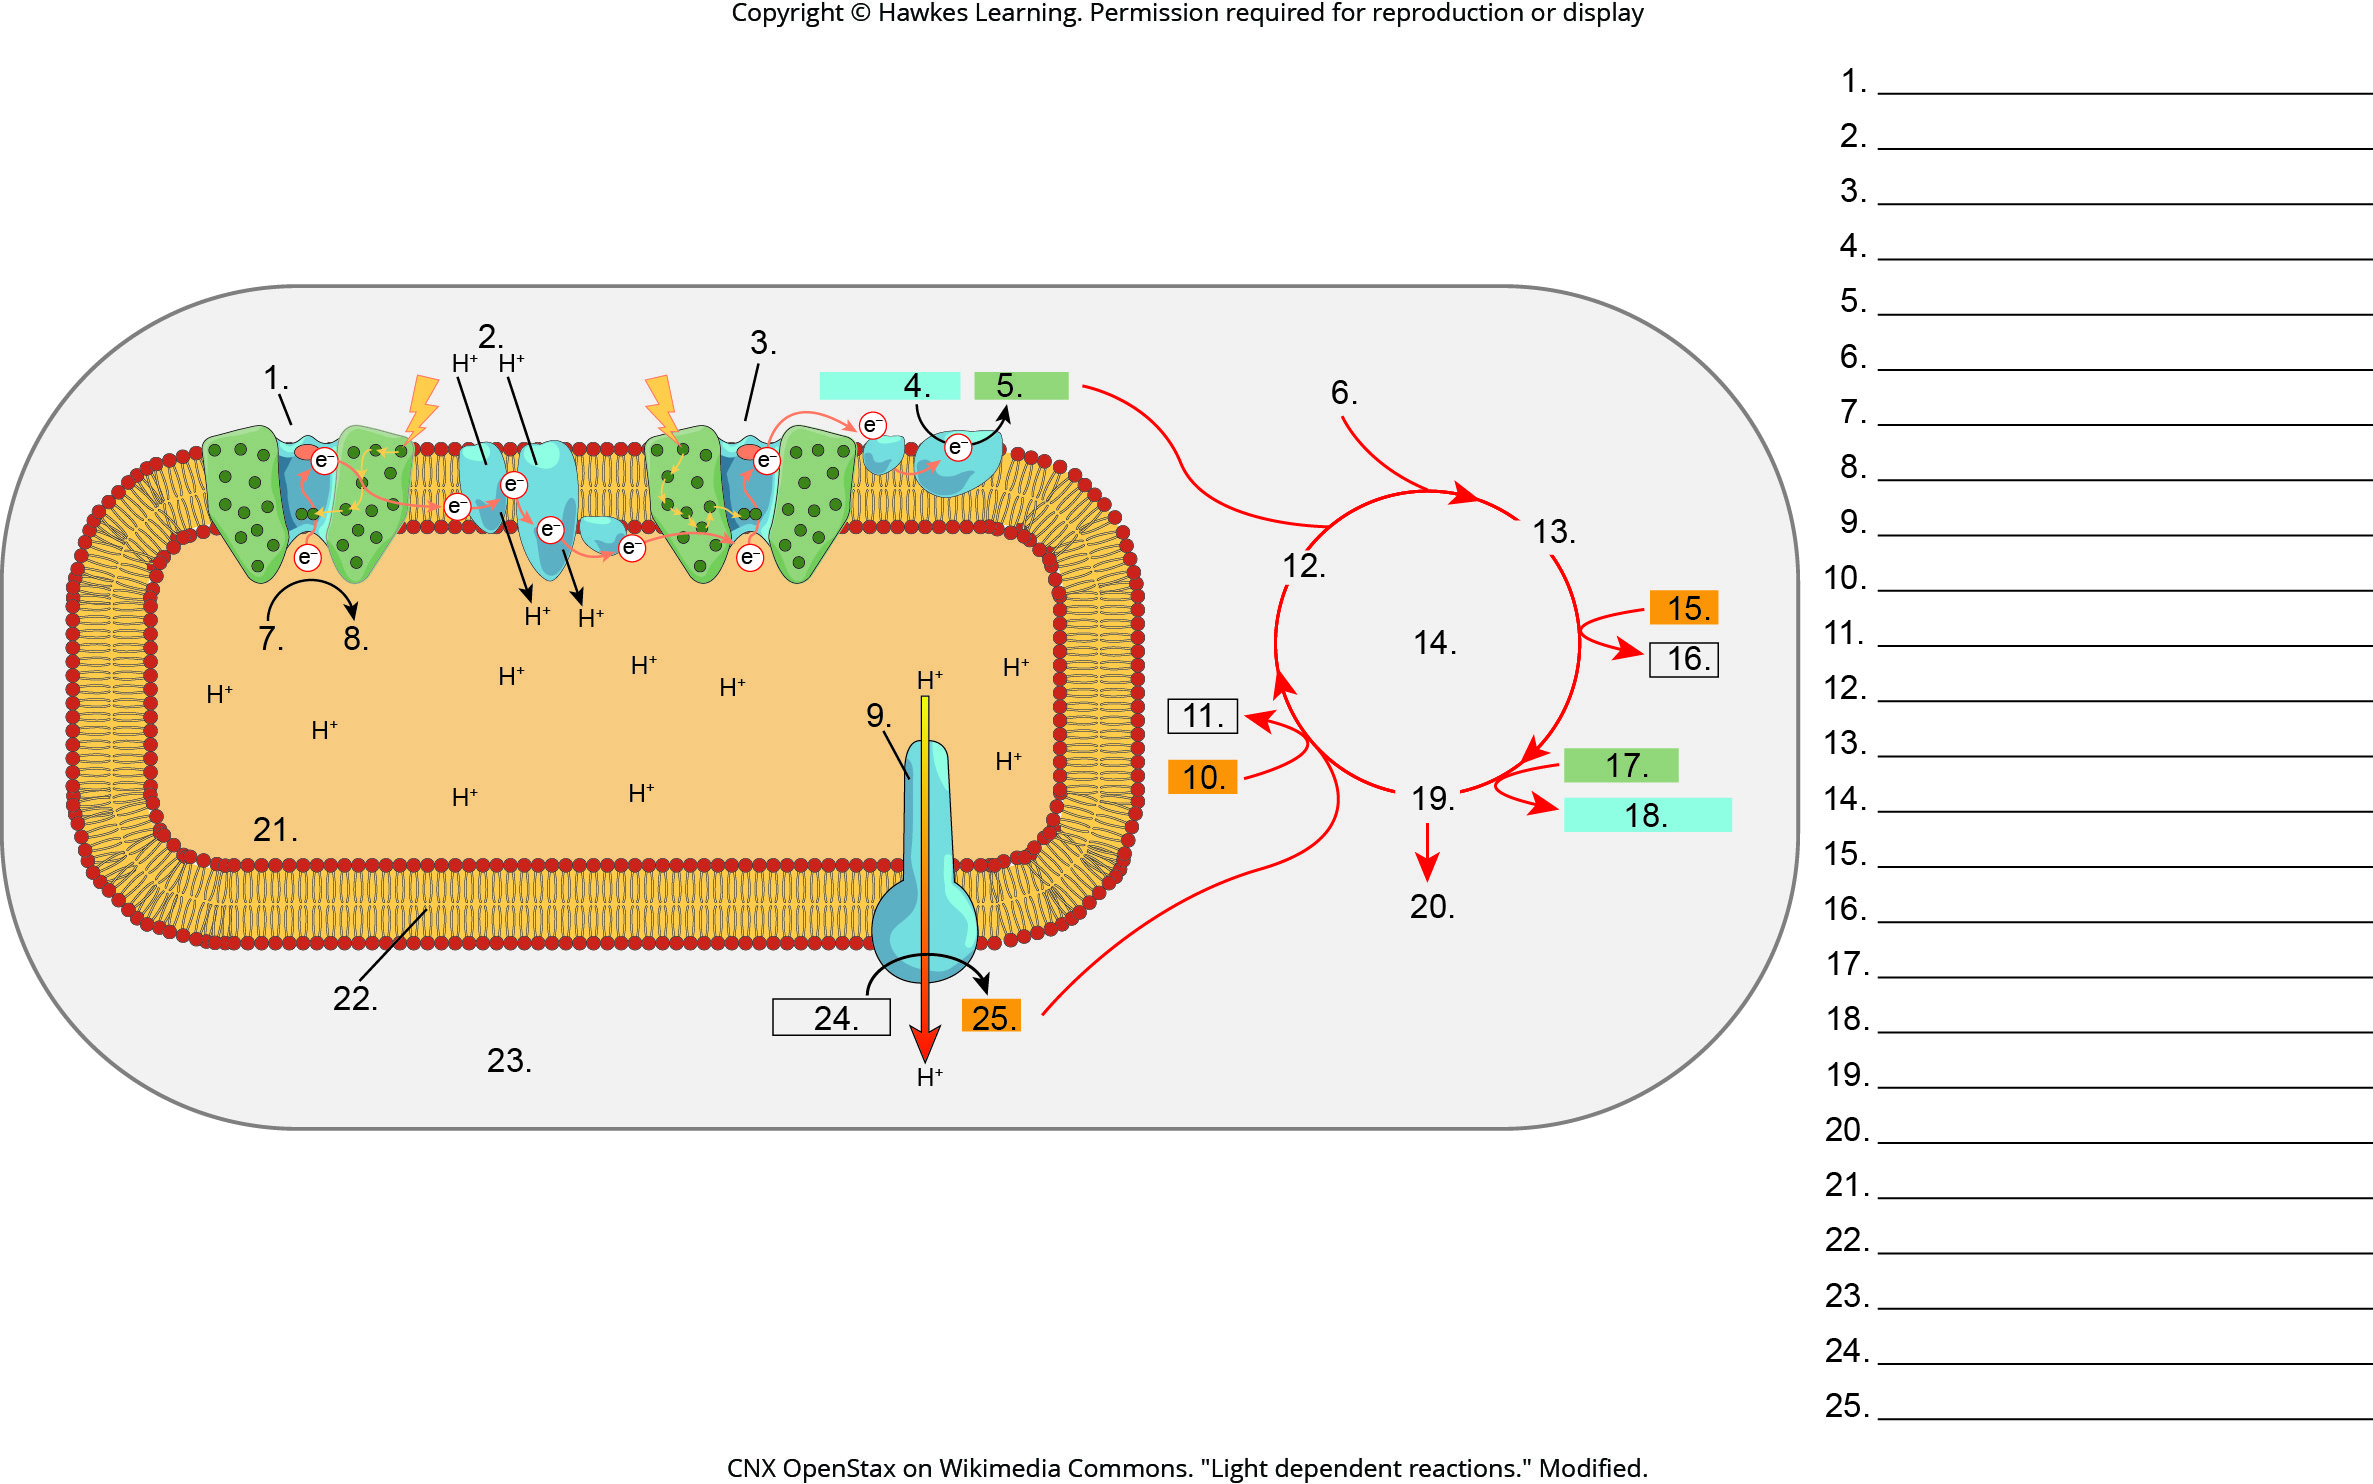 Copyright © Hawkes Learning. Permission required for reproduction or display
1.
2.
H⁺ H⁺
3.
4.
5.
6.
e⁻
e⁻
e⁻
e⁻
e⁻
e⁻
e⁻
e⁻
e⁻
e⁻
7.
8.
H⁺
H⁺
H⁺
H⁺
H⁺
H⁺
H⁺
H⁺
H⁺
H⁺
H⁺
H⁺
9.
10.
11.
12.
13.
14.
15.
16.
17.
18.
19.
20.
21.
22.
23.
24.
25.
H⁺
1.
2.
3.
4.
5.
6.
7.
8.
9.
10.
11.
12.
13.
14.
15.
16.
17.
18.
19.
20.
21.
22.
23.
24.
25.
CNX OpenStax on Wikimedia Commons. "Light dependent reactions." Modified.